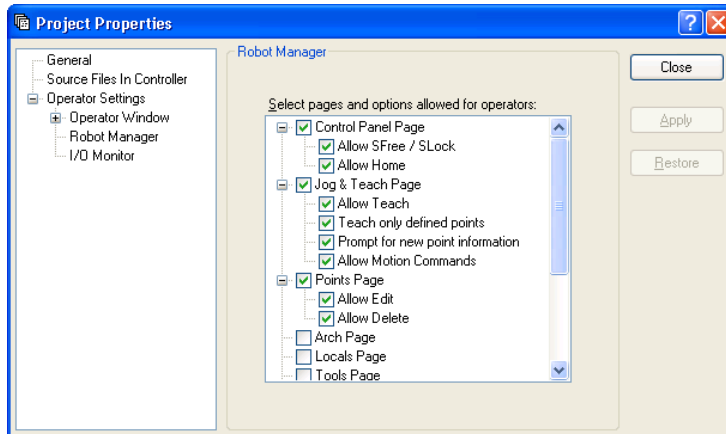 Project Properties
General
Source Files In Controller
Operator Settings
Operator Window
Robot Manager
I/O Monitor
Robot Manager
Select pages and options allowed for operators:
Control Panel Page
Allow SFree / SLock
Allow Home
Jog & Teach Page
Allow Teach
Teach only defined points
Prompt for new point information
Allow Motion Commands
Points Page
Allow Edit
Allow Delete
Arch Page
Locals Page
Tools Page
Close
Apply
Restore